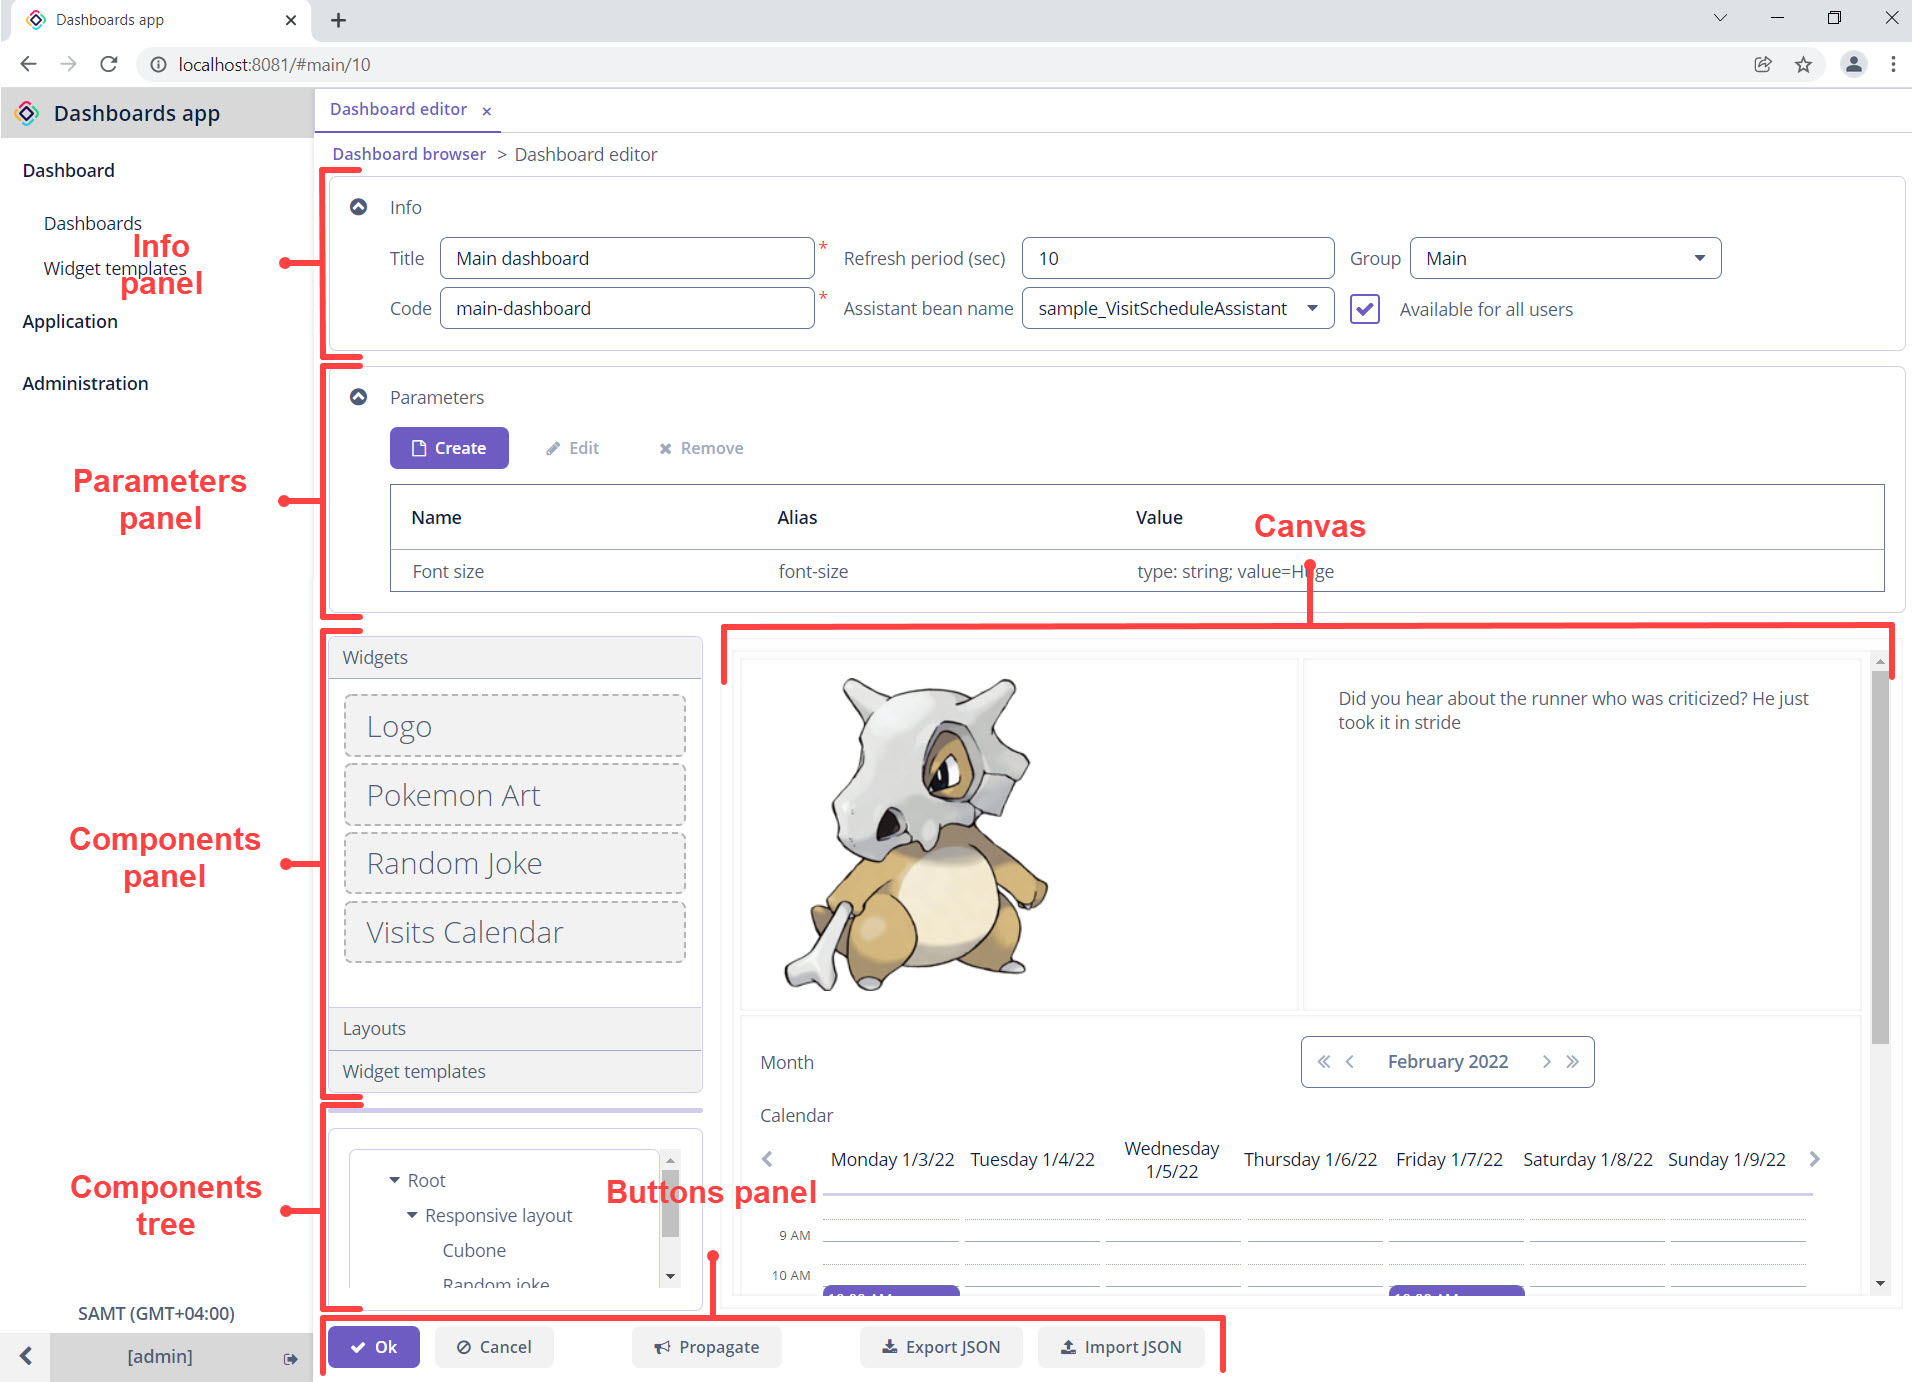 Dashboards app
localhost:8081/#main/10
Dashboards app
Dashboard
Dashboards
Widget templates
Application
Administration
SAMT (GMT+04:00)
[admin]
Info
panel
Parameters
panel
Components
panel
Components
tree
Dashboard editor
Dashboard browser > Dashboard editor
Info
Title Main dashboard * Refresh period (sec) 10 Group Main
Code main-dashboard * Assistant bean name sample_VisitScheduleAssistant Available for all users
Parameters
Create Edit Remove
Name Alias Value
Font size font-size type: string; value=Huge
Canvas
Widgets
Logo
Pokemon Art
Random Joke
Visits Calendar
Layouts
Widget templates
Root
Responsive layout
Cubone
Random joke
Did you hear about the runner who was criticized? He just
took it in stride
Month
February 2022
Calendar
Monday 1/3/22 Tuesday 1/4/22 Wednesday 1/5/22 Thursday 1/6/22 Friday 1/7/22 Saturday 1/8/22 Sunday 1/9/22
9 AM
10 AM
Buttons panel
Ok Cancel Propagate Export JSON Import JSON